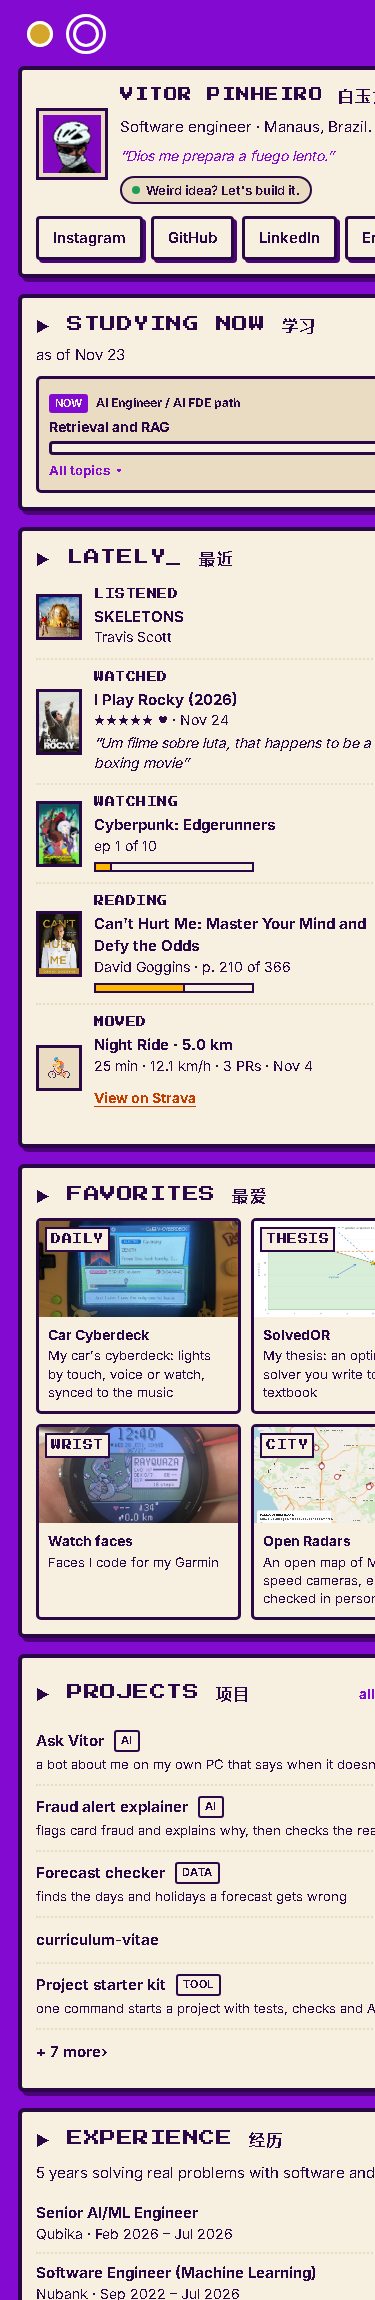 VITOR PINHEIRO 白玉
Software engineer · Manaus, Brazil.
“Dios me prepara a fuego lento.”
Weird idea? Let's build it.
Instagram GitHub LinkedIn
STUDYING NOW 学习
as of Nov 23
NOW AI Engineer / AI FDE path
Retrieval and RAG
All topics
LATELY_ 最近
LISTENED
SKELETONS
Travis Scott
WATCHED
I Play Rocky (2026)
★★★★★ ♥ · Nov 24
“Um filme sobre luta, that happens to be a
boxing movie”
WATCHING
Cyberpunk: Edgerunners
ep 1 of 10
READING
Can't Hurt Me: Master Your Mind and
Defy the Odds
David Goggins · p. 210 of 366
MOVED
Night Ride · 5.0 km
25 min · 12.1 km/h · 3 PRs · Nov 4
View on Strava
FAVORITES 最爱
DAILY
Car Cyberdeck
My car's cyberdeck: lights
by touch, voice or watch,
synced to the music
THESIS
SolvedOR
My thesis: an opti
solver you write to
textbook
WRIST
12:40
RAYQUAZA
Watch faces
Faces I code for my Garmin
CITY
Open Radars
An open map of M
speed cameras, e
checked in person
PROJECTS 项目 all
Ask Vitor AI
a bot about me on my own PC that says when it doesn
Fraud alert explainer AI
flags card fraud and explains why, then checks the rea
Forecast checker DATA
finds the days and holidays a forecast gets wrong
curriculum-vitae
Project starter kit TOOL
one command starts a project with tests, checks and A
+ 7 more›
EXPERIENCE 经历
5 years solving real problems with software and
Senior AI/ML Engineer
Qubika · Feb 2026 – Jul 2026
Software Engineer (Machine Learning)
Nubank · Sep 2022 – Jul 2026